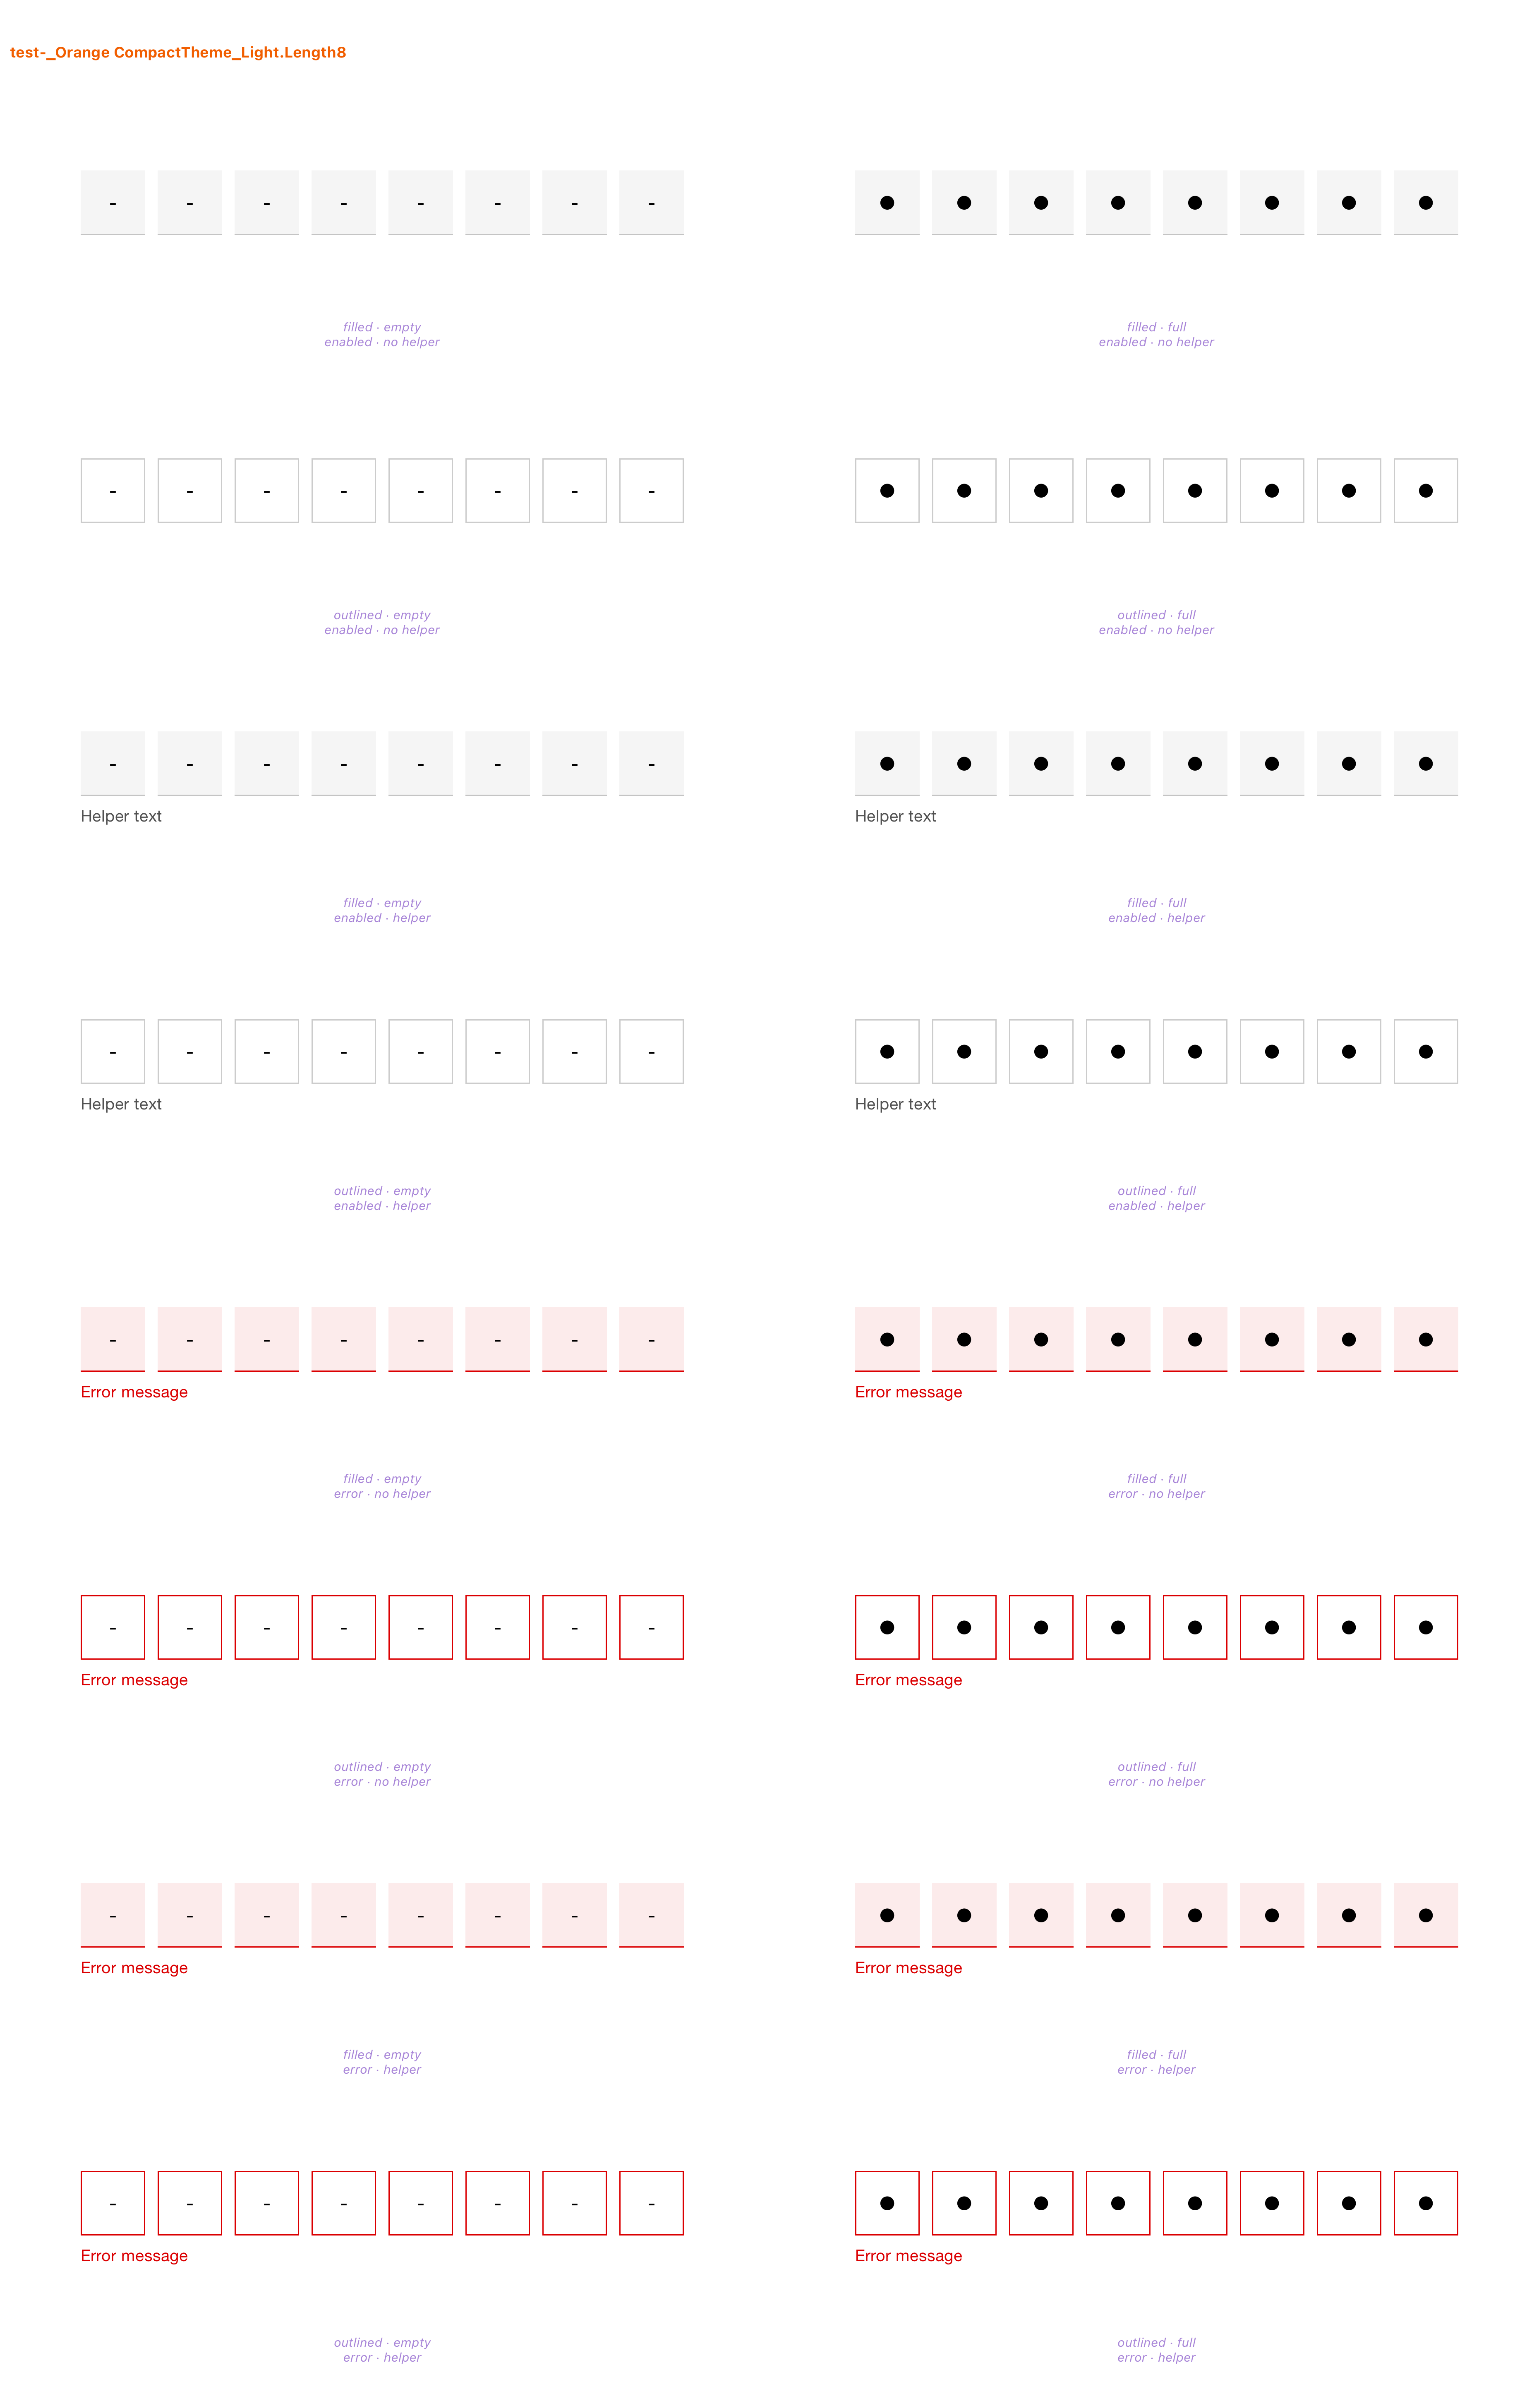 test-_Orange CompactTheme_Light.Length8
- - - - - - - -
● ● ● ● ● ● ● ●
filled · empty
enabled · no helper
filled · full
enabled · no helper
- - - - - - - -
● ● ● ● ● ● ● ●
outlined · empty
enabled · no helper
outlined · full
enabled · no helper
- - - - - - - -
Helper text
● ● ● ● ● ● ● ●
Helper text
filled · empty
enabled · helper
filled · full
enabled · helper
- - - - - - - -
Helper text
● ● ● ● ● ● ● ●
Helper text
outlined · empty
enabled · helper
outlined · full
enabled · helper
- - - - - - - -
Error message
● ● ● ● ● ● ● ●
Error message
filled · empty
error · no helper
filled · full
error · no helper
- - - - - - - -
Error message
● ● ● ● ● ● ● ●
Error message
outlined · empty
error · no helper
outlined · full
error · no helper
- - - - - - - -
Error message
● ● ● ● ● ● ● ●
Error message
filled · empty
error · helper
filled · full
error · helper
- - - - - - - -
Error message
● ● ● ● ● ● ● ●
Error message
outlined · empty
error · helper
outlined · full
error · helper